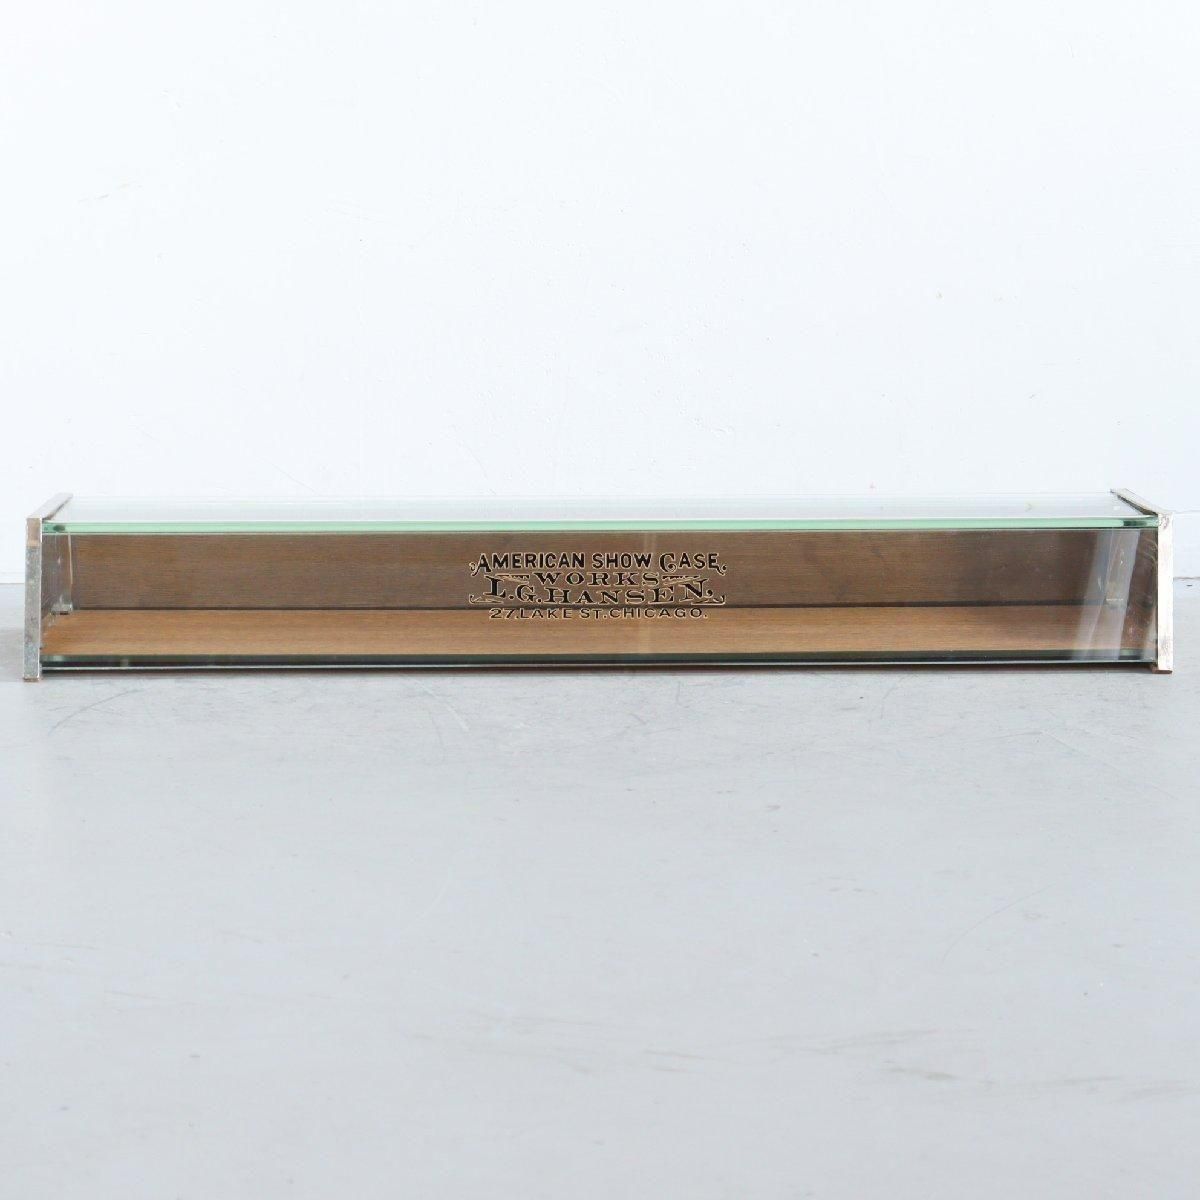 AMERICAN SHOW CASE.
WORKS
L.G.HANSEN.
27.LAKE ST.CHICAGO.